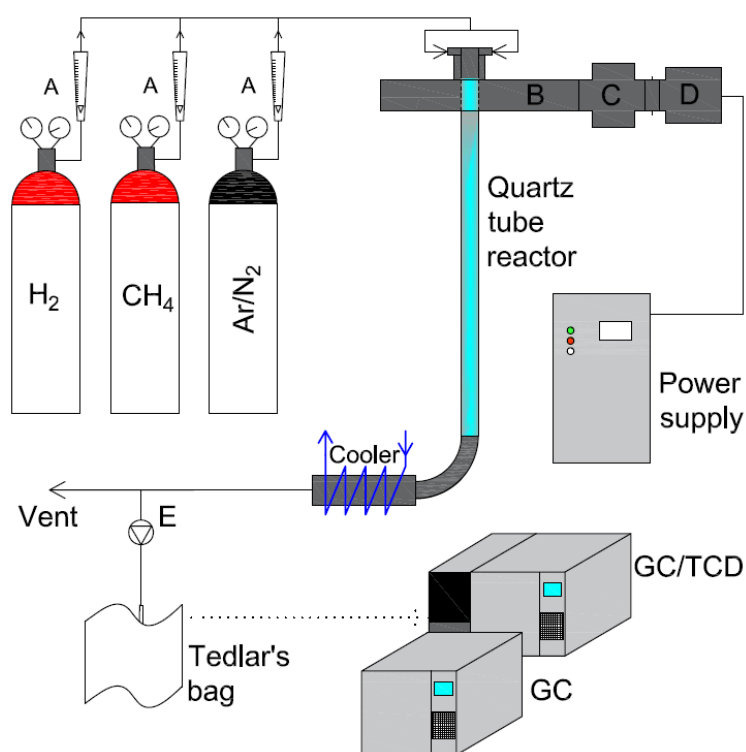 A
A
A
B
C
D
H2
CH4
Ar/N2
Quartz
tube
reactor
Power
supply
Cooler
Vent
E
Tedlar's
bag
GC/TCD
GC